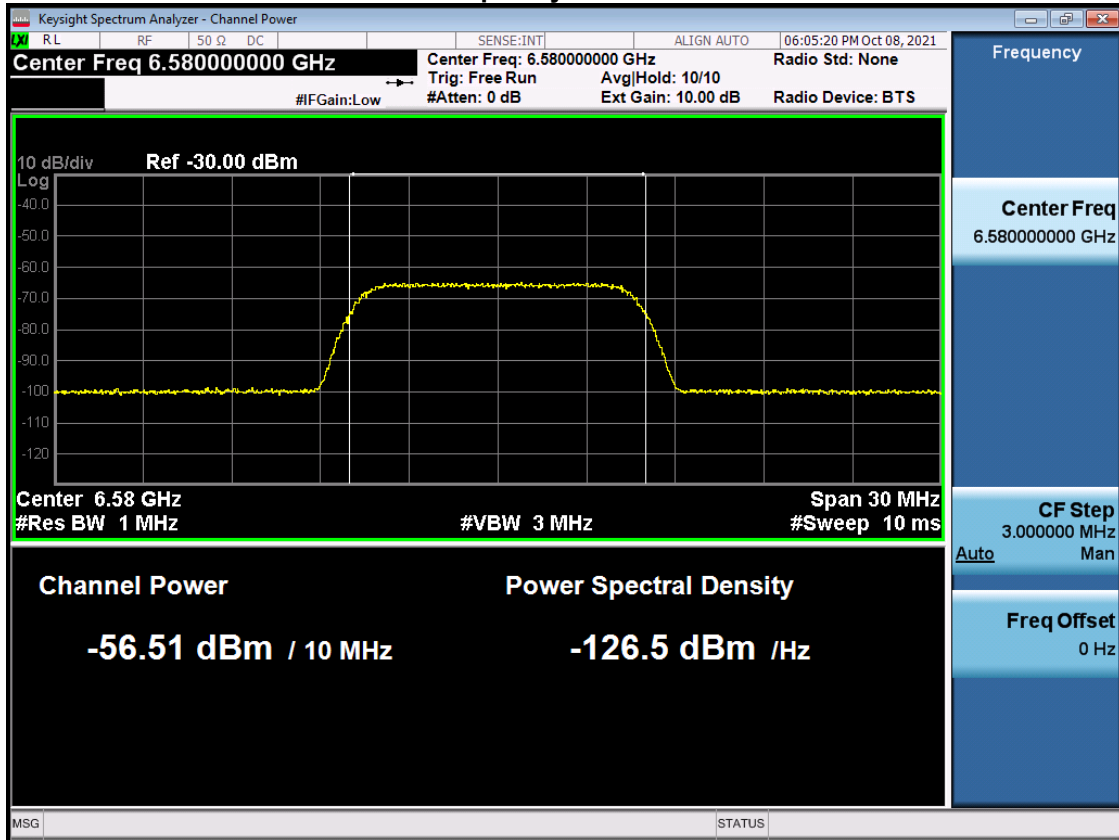 Keysight Spectrum Analyzer - Channel Power
LXI RL RF 50 Ω DC SENSE:INT ALIGN AUTO 06:05:20 PM Oct 08, 2021
Center Freq 6.580000000 GHz
Center Freq: 6.580000000 GHz Radio Std: None
Trig: Free Run Avg|Hold: 10/10
#IFGain:Low #Atten: 0 dB Ext Gain: 10.00 dB Radio Device: BTS
10 dB/div Ref -30.00 dBm
Log
-40.0
-50.0
-60.0
-70.0
-80.0
-90.0
-100
-110
-120
Center 6.58 GHz Span 30 MHz
#Res BW 1 MHz #VBW 3 MHz #Sweep 10 ms
Channel Power Power Spectral Density
-56.51 dBm / 10 MHz -126.5 dBm /Hz
MSG STATUS
Frequency
Center Freq
6.580000000 GHz
CF Step
3.000000 MHz
Auto Man
Freq Offset
0 Hz